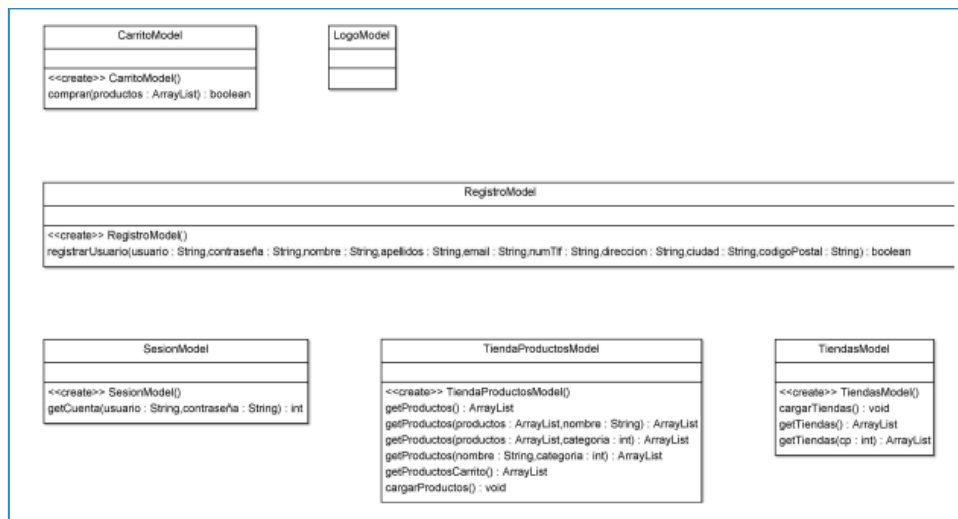 CarritoModel
<<create>> CarritoModel()
comprar(productos : ArrayList) : boolean
LogoModel
RegistroModel
<<create>> RegistroModel()
registrarUsuario(usuario : String,contraseña : String,nombre : String,apellidos : String,email : String,numTlf : String,direccion : String,ciudad : String,codigoPostal : String) : boolean
SesionModel
<<create>> SesionModel()
getCuenta(usuario : String,contraseña : String) : int
TiendaProductosModel
<<create>> TiendaProductosModel()
getProductos() : ArrayList
getProductos(productos : ArrayList,nombre : String) : ArrayList
getProductos(productos : ArrayList,categoria : int) : ArrayList
getProductos(nombre : String,categoria : int) : ArrayList
getProductosCarrito() : ArrayList
cargarProductos() : void
TiendasModel
<<create>> TiendasModel()
cargarTiendas() : void
getTiendas() : ArrayList
getTiendas(cp : int) : ArrayList